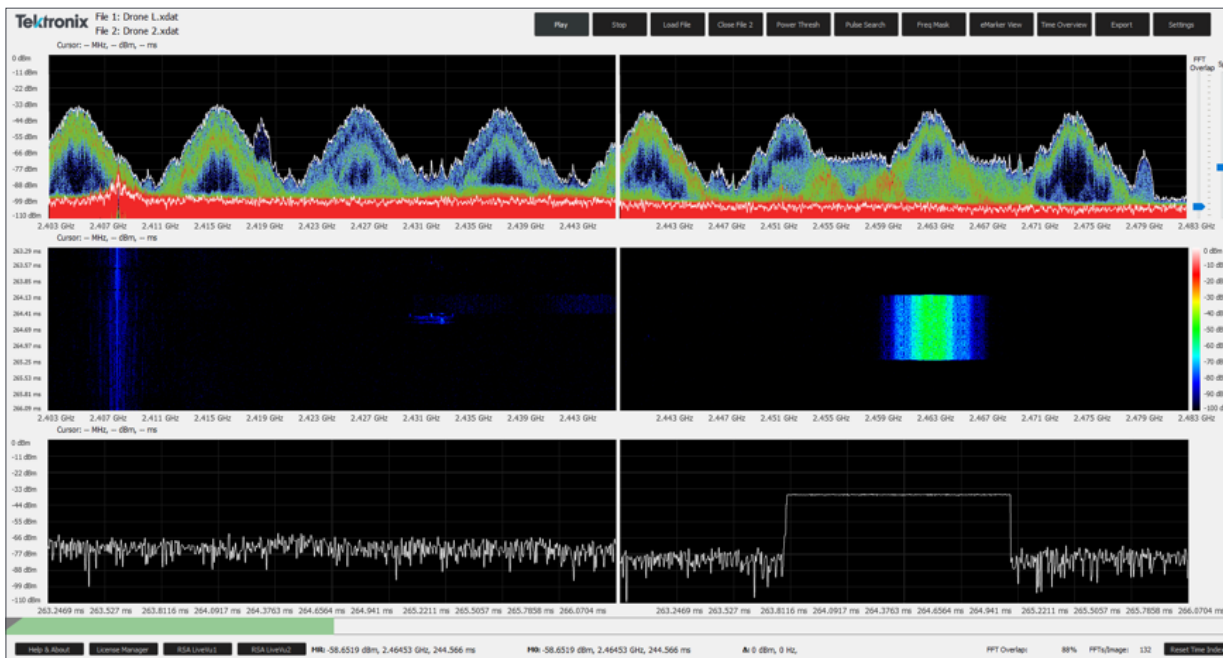 Tektronix
File 1: Drone L.xdat
File 2: Drone 2.xdat
Play Stop Load File Close File 2 Power Thresh Pulse Search Freq Mask eMarker View Time Overview Export Settings
Cursor: -- MHz, -- dBm, -- ms
FFT
Overlap
0 dBm
-11 dBm
-22 dBm
-33 dBm
-44 dBm
-55 dBm
-66 dBm
-77 dBm
-88 dBm
-99 dBm
-110 dBm
2.403 GHz 2.407 GHz 2.411 GHz 2.415 GHz 2.419 GHz 2.423 GHz 2.427 GHz 2.431 GHz 2.435 GHz 2.439 GHz 2.443 GHz 2.443 GHz 2.447 GHz 2.451 GHz 2.455 GHz 2.459 GHz 2.463 GHz 2.467 GHz 2.471 GHz 2.475 GHz 2.479 GHz 2.483 GHz
Cursor: -- MHz, -- dBm, -- ms
263.29 ms
263.57 ms
263.85 ms
264.13 ms
264.41 ms
264.69 ms
264.97 ms
265.25 ms
265.53 ms
265.81 ms
266.09 ms
0 dBm
-10 dB
-20 dB
-30 dB
-40 dB
-50 dB
-60 dB
-70 dB
-80 dB
-90 dB
-100 dB
2.403 GHz 2.407 GHz 2.411 GHz 2.415 GHz 2.419 GHz 2.423 GHz 2.427 GHz 2.431 GHz 2.435 GHz 2.439 GHz 2.443 GHz 2.443 GHz 2.447 GHz 2.451 GHz 2.455 GHz 2.459 GHz 2.463 GHz 2.467 GHz 2.471 GHz 2.475 GHz 2.479 GHz 2.483 GHz
Cursor: -- MHz, -- dBm, -- ms
0 dBm
-11 dBm
-22 dBm
-33 dBm
-44 dBm
-55 dBm
-66 dBm
-77 dBm
-88 dBm
-99 dBm
-110 dBm
263.2469 ms 263.527 ms 263.8116 ms 264.0917 ms 264.3763 ms 264.6564 ms 264.941 ms 265.2211 ms 265.5057 ms 265.7858 ms 266.0704 ms 263.2469 ms 263.527 ms 263.8116 ms 264.0917 ms 264.3763 ms 264.6564 ms 264.941 ms 265.2211 ms 265.5057 ms 265.7858 ms 266.0704 ms
Help & About License Manager RSA LiveVu1 RSA LiveVu2 MR: -58.6519 dBm, 2.46453 GHz, 244.566 ms M0: -58.6519 dBm, 2.46453 GHz, 244.566 ms Δ: 0 dBm, 0 Hz, FFT Overlap: 88% FFTs/Image: 132 Reset Time Index